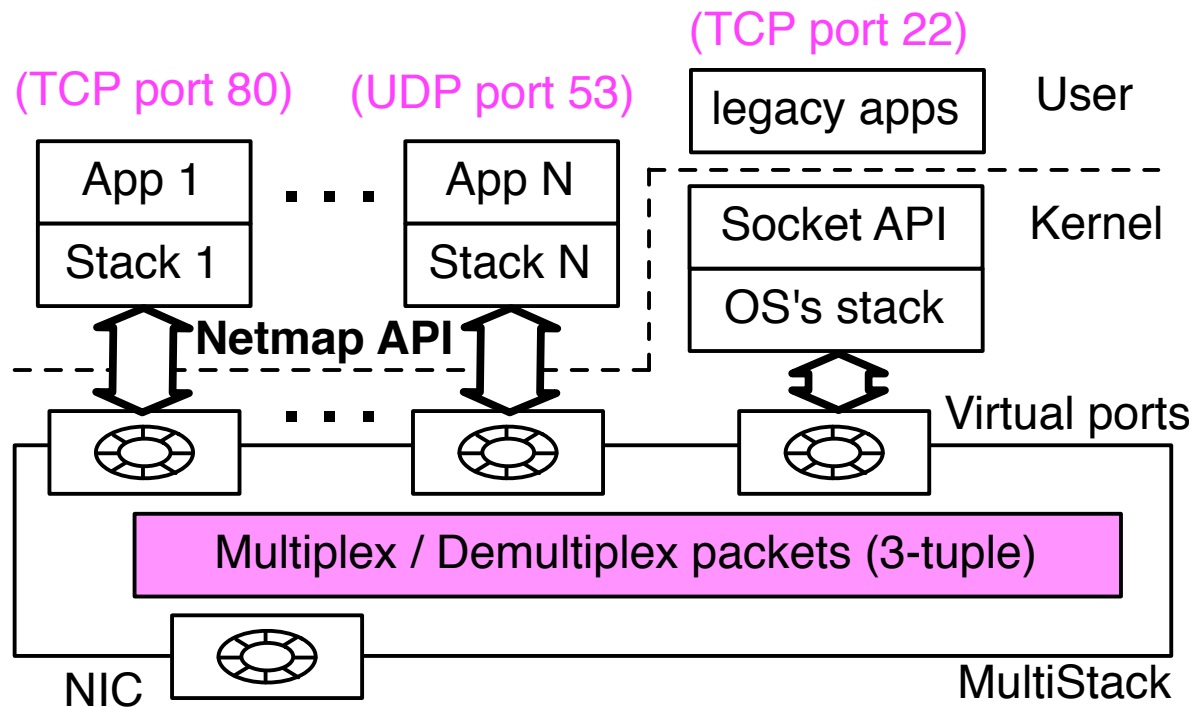 (TCP port 22)
(TCP port 80)
(UDP port 53)
legacy apps
User
App 1
. . .
App N
Socket API
Kernel
Stack 1
Stack N
OS's stack
Netmap API
. . .
Virtual ports
Multiplex / Demultiplex packets (3-tuple)
NIC
MultiStack